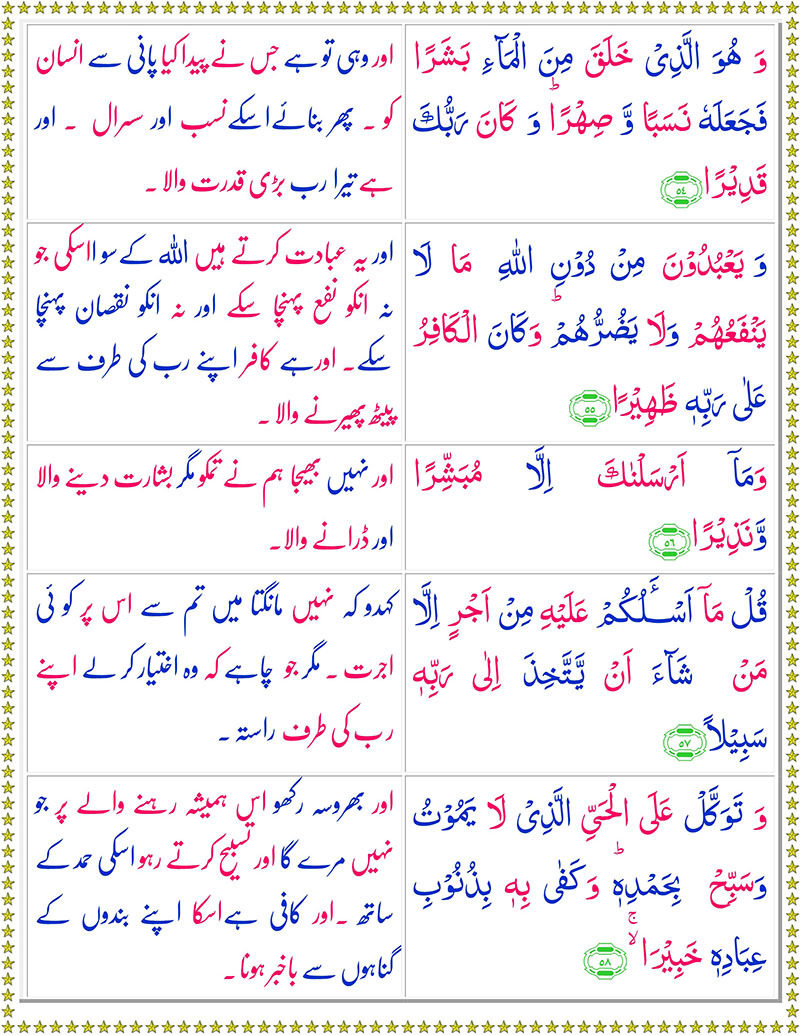 وَ هُوَ الَّذِیْ خَلَقَ مِنَ الْمَآءِ بَشَرًا
فَجَعَلَهٗ نَسَبًا وَّ صِهْرًا ؕ وَ كَانَ رَبُّكَ
قَدِیْرًا ۝۵۴
اور وہی تو ہے جس نے پیدا کیا پانی سے انسان
کو ۔ پھر بنائے اسکے نسب اور سسرال ۔ اور
ہے تیرا رب بڑی قدرت والا ۔
وَ یَعْبُدُوْنَ مِنْ دُوْنِ اللّٰهِ مَا لَا
یَنْفَعُهُمْ وَلَا یَضُرُّهُمْ ؕ وَكَانَ الْكَافِرُ
عَلٰی رَبِّهٖ ظَهِیْرًا ۝۵۵
اور یہ عبادت کرتے ہیں اللہ کے سوا اسکی جو
نہ انکو نفع پہنچا سکے اور نہ انکو نقصان پہنچا
سکے ۔ اور ہے کافر اپنے رب کی طرف سے
پیٹھ پھیرنے والا ۔
وَمَآ اَرْسَلْنٰكَ اِلَّا مُبَشِّرًا
وَّنَذِیْرًا ۝۵۶
اور نہیں بھیجا ہم نے تمکو مگر بشارت دینے والا
اور ڈرانے والا۔
قُلْ مَآ اَسْـَٔلُكُمْ عَلَیْهِ مِنْ اَجْرٍ اِلَّا
مَنْ شَآءَ اَنْ یَّتَّخِذَ اِلٰی رَبِّهٖ
سَبِیْلًا ۝۵۷
کہدو کہ نہیں مانگتا میں تم سے اس پر کوئی
اجرت ۔ مگر جو چاہے کہ وہ اختیار کر لے اپنے
رب کی طرف راستہ ۔
وَ تَوَكَّلْ عَلَی الْحَیِّ الَّذِیْ لَا یَمُوْتُ
وَسَبِّحْ بِحَمْدِهٖ ؕ وَكَفٰی بِهٖ بِذُنُوْبِ
عِبَادِهٖ خَبِیْرَا ۚۛۙ ۝۵۸
اور بھروسہ رکھو اس ہمیشہ رہنے والے پر جو
نہیں مرے گا اور تسبیح کرتے رہو اسکی حمد کے
ساتھ ۔اور کافی ہے اسکا اپنے بندوں کے
گناہوں سے باخبر ہونا ۔